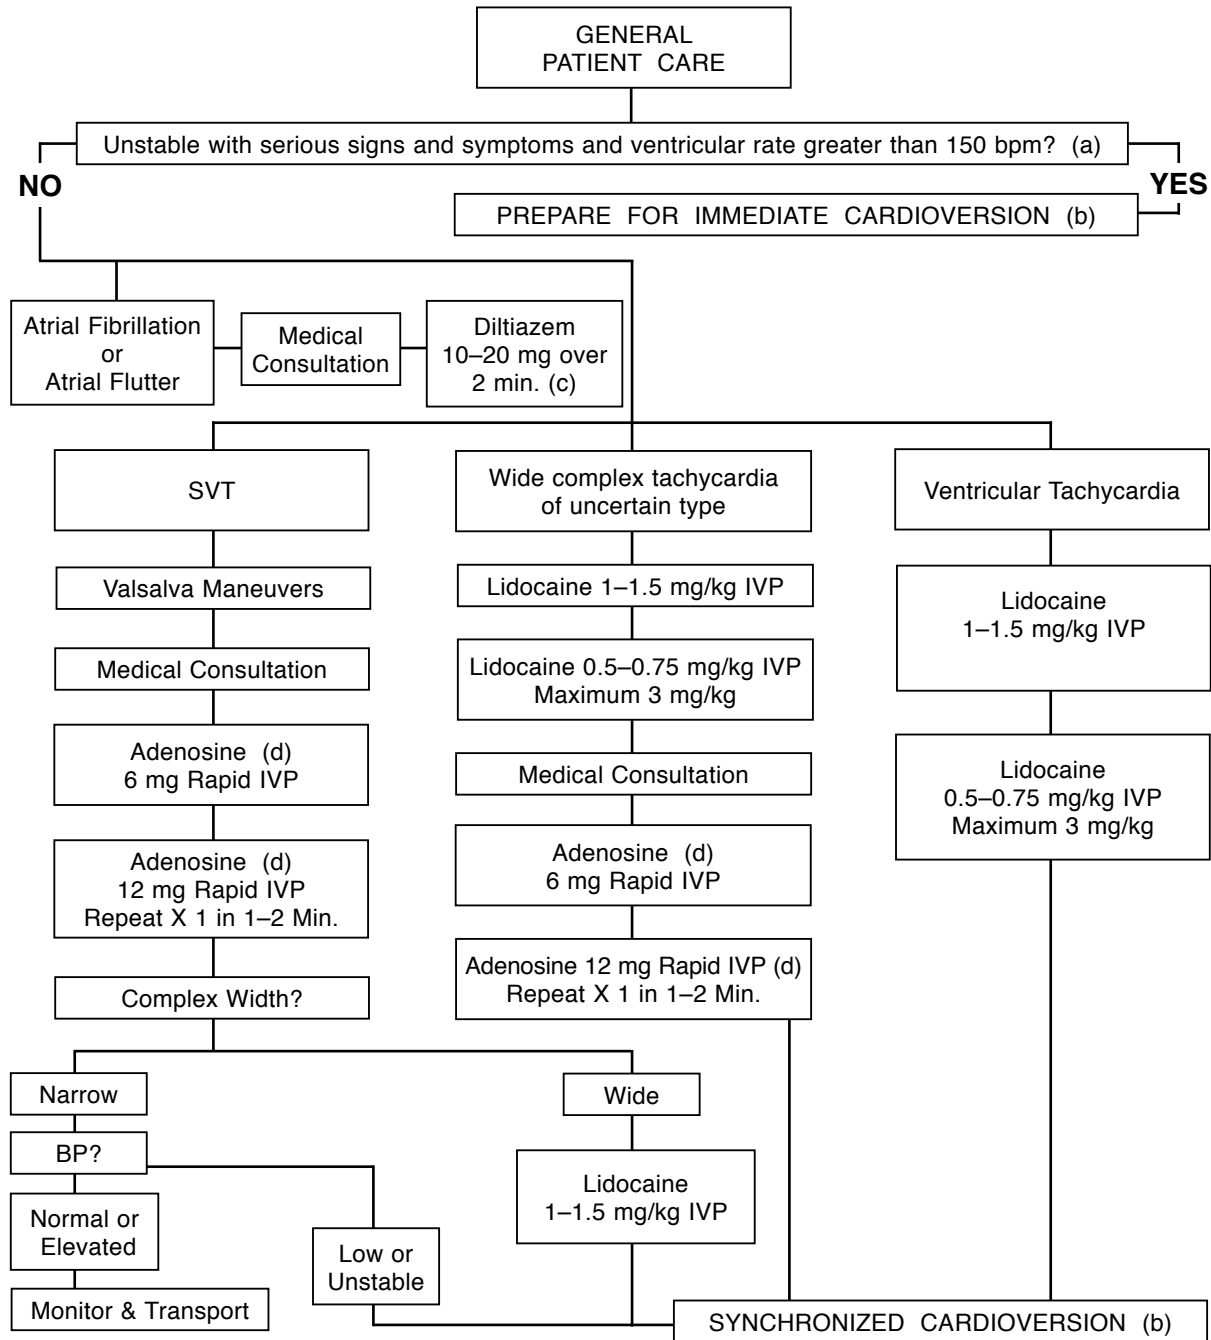 GENERAL
PATIENT CARE
Unstable with serious signs and symptoms and ventricular rate greater than 150 bpm? (a)
NO
YES
PREPARE FOR IMMEDIATE CARDIOVERSION (b)
Atrial Fibrillation
or
Atrial Flutter
Medical
Consultation
Diltiazem
10–20 mg over
2 min. (c)
SVT
Valsalva Maneuvers
Medical Consultation
Adenosine (d)
6 mg Rapid IVP
Adenosine (d)
12 mg Rapid IVP
Repeat X 1 in 1–2 Min.
Complex Width?
Wide complex tachycardia
of uncertain type
Lidocaine 1–1.5 mg/kg IVP
Lidocaine 0.5–0.75 mg/kg IVP
Maximum 3 mg/kg
Medical Consultation
Adenosine (d)
6 mg Rapid IVP
Adenosine 12 mg Rapid IVP (d)
Repeat X 1 in 1–2 Min.
Ventricular Tachycardia
Lidocaine
1–1.5 mg/kg IVP
Lidocaine
0.5–0.75 mg/kg IVP
Maximum 3 mg/kg
Narrow
BP?
Normal or
Elevated
Monitor & Transport
Low or
Unstable
Wide
Lidocaine
1–1.5 mg/kg IVP
SYNCHRONIZED CARDIOVERSION (b)